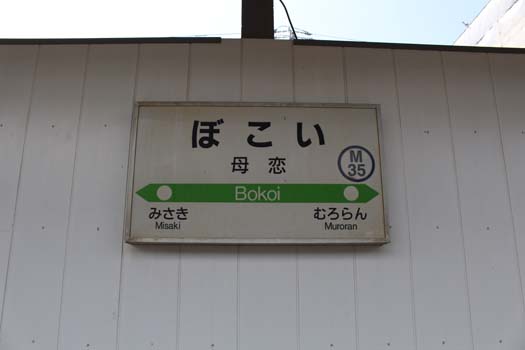 ぼこい
母恋
M
35
Bokoi
みさき むろらん
Misaki Muroran